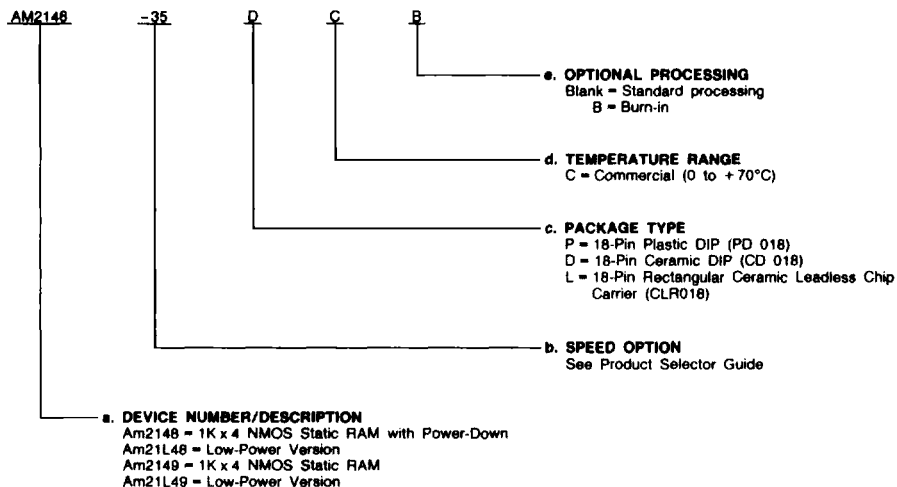 AM2148 -35 D C B
e. OPTIONAL PROCESSING
Blank = Standard processing
B = Burn-in
d. TEMPERATURE RANGE
C = Commercial (0 to +70°C)
c. PACKAGE TYPE
P = 18-Pin Plastic DIP (PD 018)
D = 18-Pin Ceramic DIP (CD 018)
L = 18-Pin Rectangular Ceramic Leadless Chip
Carrier (CLR018)
b. SPEED OPTION
See Product Selector Guide
a. DEVICE NUMBER/DESCRIPTION
Am2148 = 1K x 4 NMOS Static RAM with Power-Down
Am21L48 = Low-Power Version
Am2149 = 1K x 4 NMOS Static RAM
Am21L49 = Low-Power Version